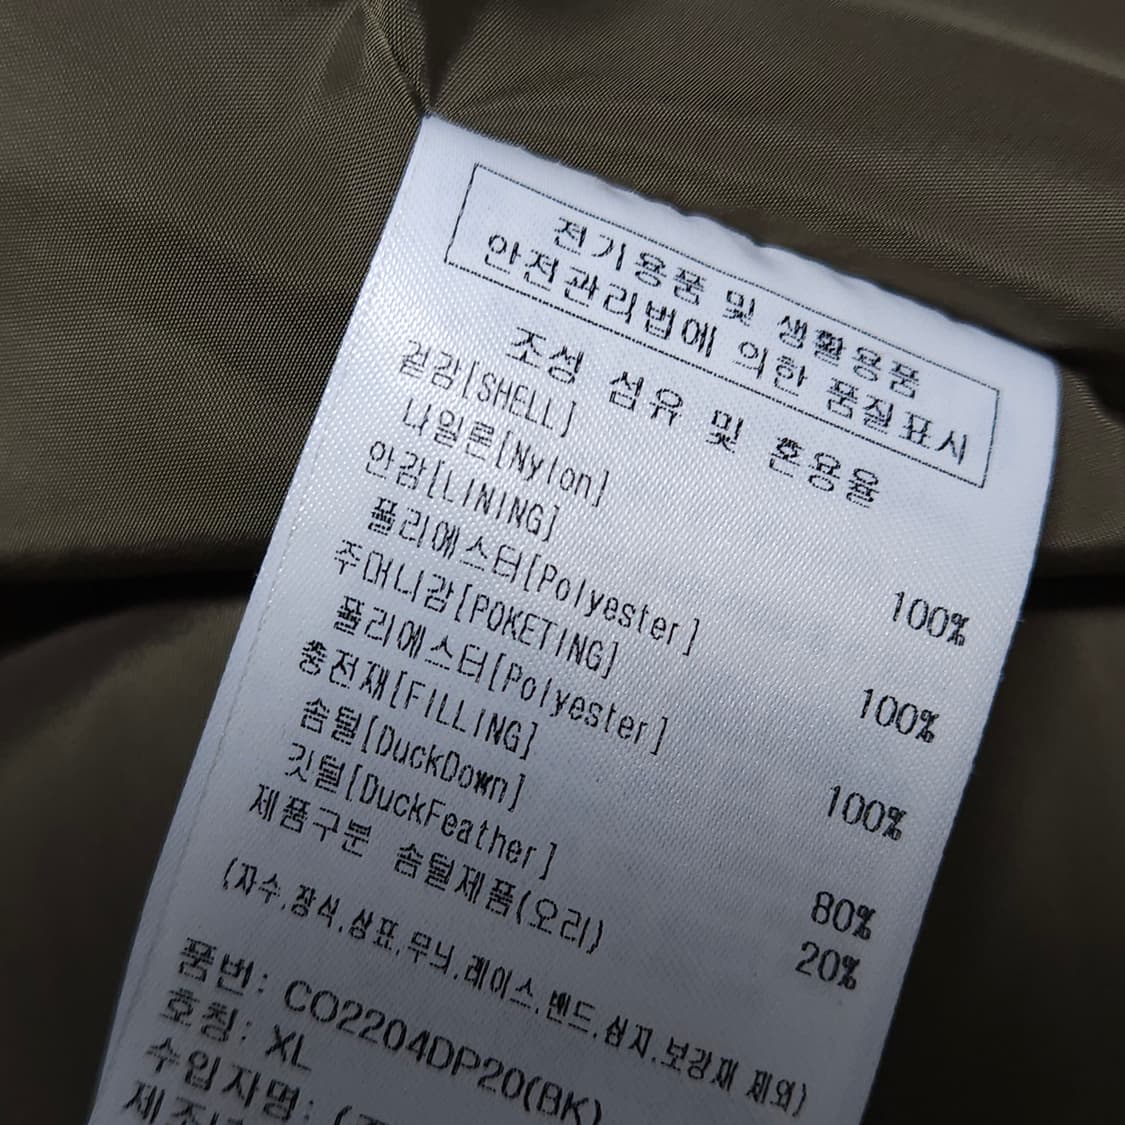 전기용품 및 생활용품
안전관리법에 의한 품질표시
조성 섬유 및 혼용율
겉감[SHELL]
나일론[Nylon] 100%
안감[LINING]
폴리에스터[Polyester] 100%
주머니감[POKETING]
폴리에스터[Polyester] 100%
충전재[FILLING]
솜털[DuckDown] 80%
깃털[DuckFeather] 20%
제품구분 솜털제품(오리)
(자수,장식,상표,무늬,레이스,밴드,심지,보강재 제외)
품번: CO2204DP20(BK)
호칭: XL
수입자명: